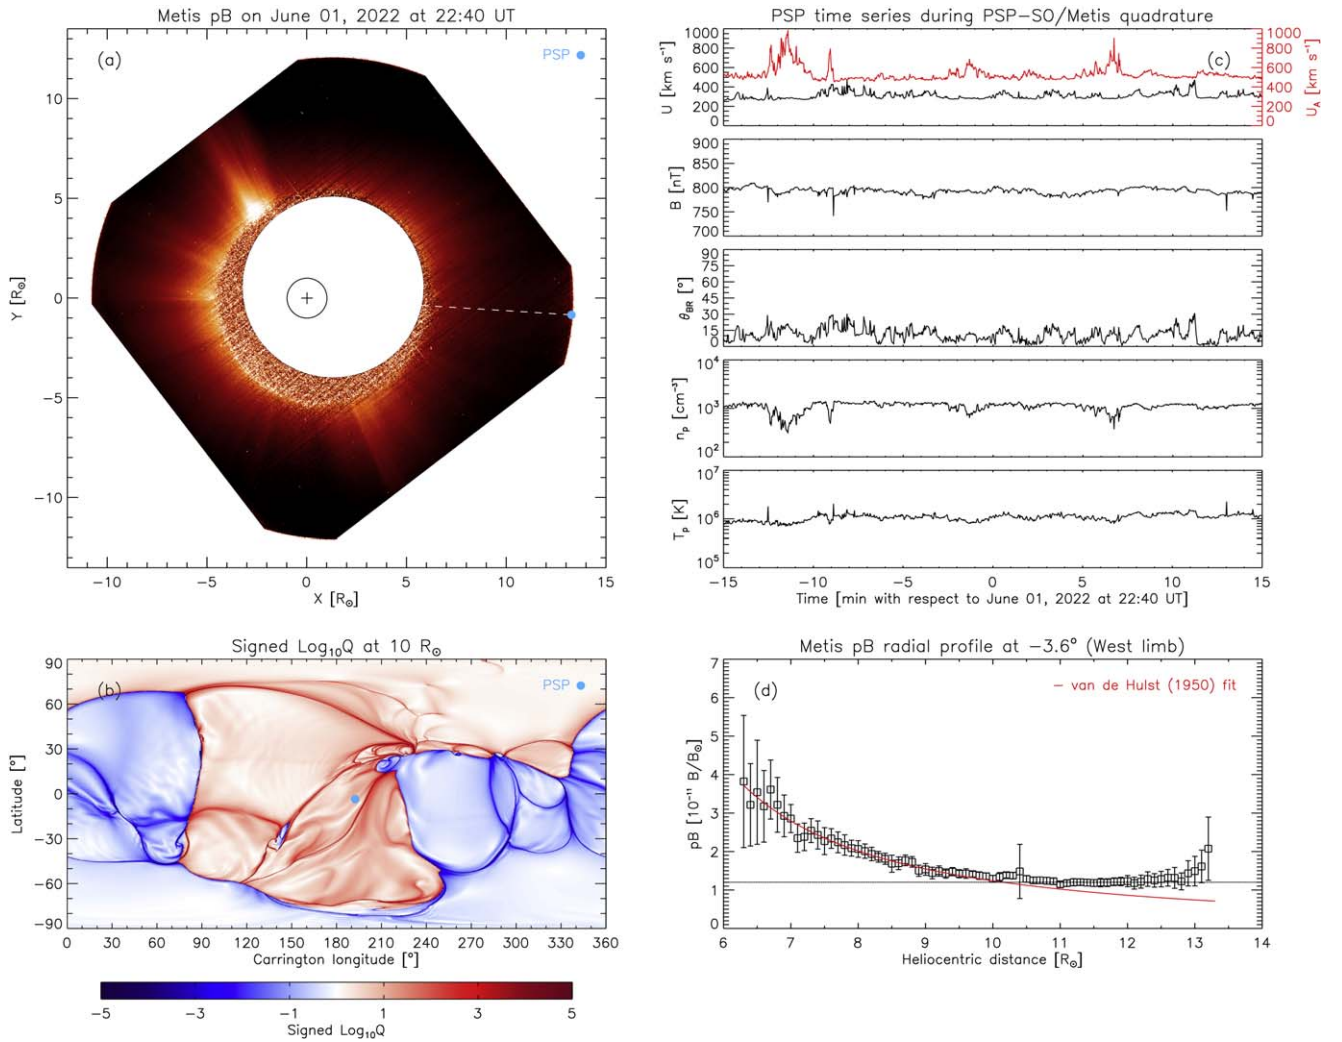 Metis pB on June 01, 2022 at 22:40 UT
(a)
PSP
10
5
0
−5
−10
Y [R☉]
−10 −5 0 5 10 15
X [R☉]
PSP time series during PSP−SO/Metis quadrature
(c)
1000
800
600
400
200
0
U [km s⁻¹]
1000
800
600
400
200
0
U_A [km s⁻¹]
900
850
800
750
700
B [nT]
90
75
60
45
30
15
0
θ_BR [°]
10⁴
10³
10²
n_p [cm⁻³]
10⁷
10⁶
10⁵
T_p [K]
−15 −10 −5 0 5 10 15
Time [min with respect to June 01, 2022 at 22:40 UT]
Signed Log₁₀Q at 10 R☉
(b)
PSP
90
60
30
0
−30
−60
−90
Latitude [°]
0 30 60 90 120 150 180 210 240 270 300 330 360
Carrington longitude [°]
−5 −3 −1 1 3 5
Signed Log₁₀Q
Metis pB radial profile at −3.6° (West limb)
(d)
− van de Hulst (1950) fit
7
6
5
4
3
2
1
0
pB [10⁻¹¹ B/B☉]
6 7 8 9 10 11 12 13 14
Heliocentric distance [R☉]